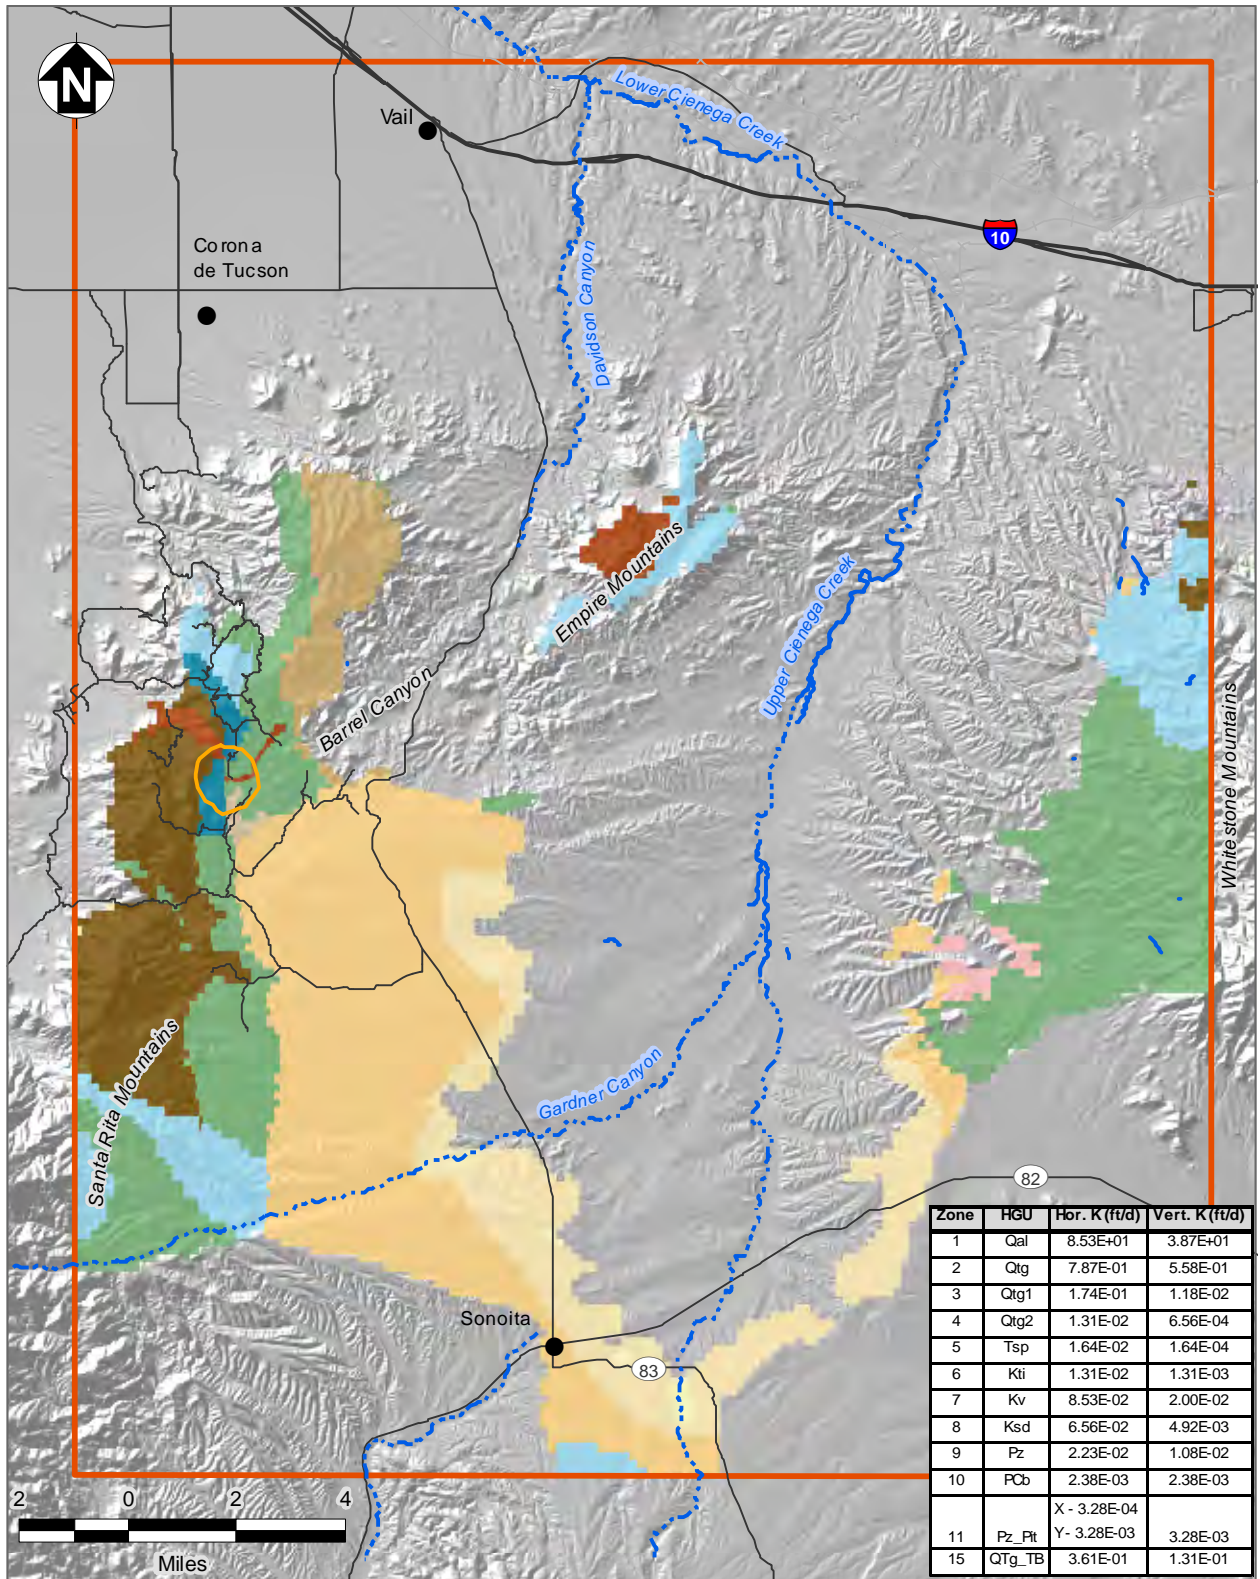 N
Lower Cienega Creek
Vail
10
Corona
de Tucson
Davidson Canyon
Empire Mountains
Upper Cienega Creek
Barrel Canyon
Whitestone Mountains
Santa Rita Mountains
Gardner Canyon
82
Sonoita
83
Zone HGU Hor. K (ft/d) Vert. K (ft/d)
1 Qal 8.53E+01 3.87E+01
2 Qtg 7.87E-01 5.58E-01
3 Qtg1 1.74E-01 1.18E-02
4 Qtg2 1.31E-02 6.56E-04
5 Tsp 1.64E-02 1.64E-04
6 Kti 1.31E-02 1.31E-03
7 Kv 8.53E-02 2.00E-02
8 Ksd 6.56E-02 4.92E-03
9 Pz 2.23E-02 1.08E-02
10 PCb 2.38E-03 2.38E-03
X - 3.28E-04
11 Pz_Pit Y- 3.28E-03 3.28E-03
15 QTg_TB 3.61E-01 1.31E-01
2 0 2 4
Miles